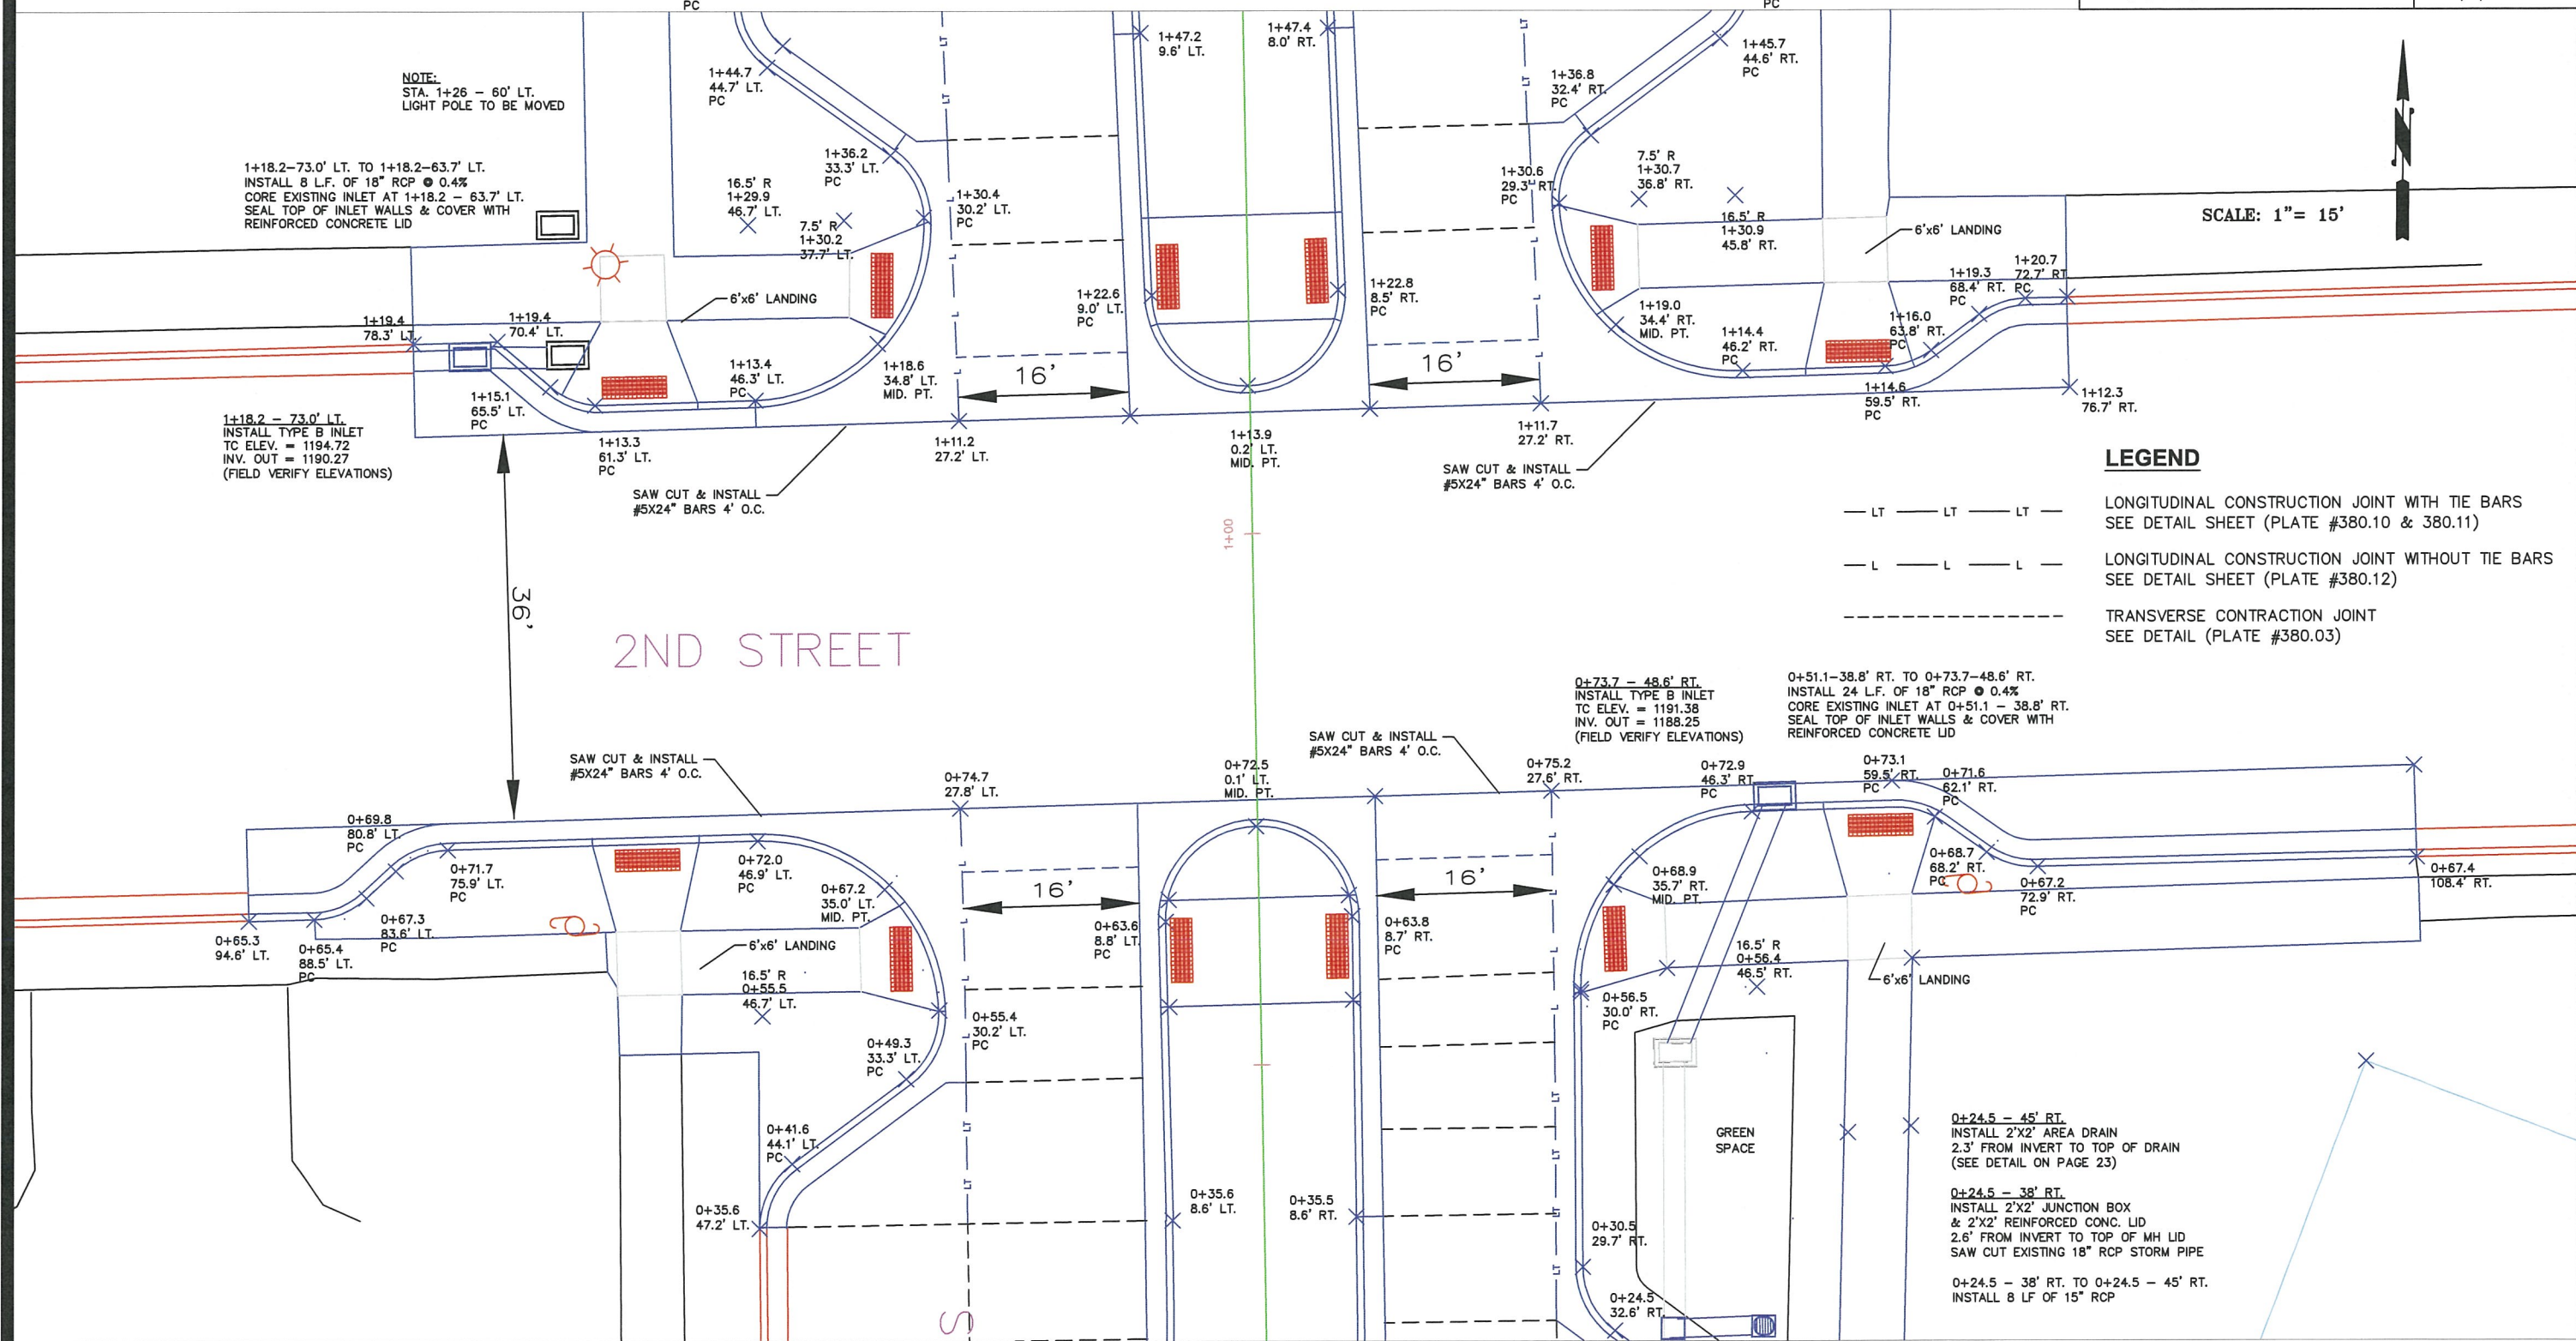 PC
PC
NOTE:
STA. 1+26 - 60' LT.
LIGHT POLE TO BE MOVED
1+18.2-73.0' LT. TO 1+18.2-63.7' LT.
INSTALL 8 L.F. OF 18" RCP @ 0.4%
CORE EXISTING INLET AT 1+18.2 - 63.7' LT.
SEAL TOP OF INLET WALLS & COVER WITH
REINFORCED CONCRETE LID
1+44.7
44.7' LT.
PC
1+36.2
33.3' LT.
PC
16.5' R
1+29.9
46.7' LT.
7.5' R
1+30.2
37.7' LT.
1+30.4
30.2' LT.
PC
1+47.2
9.6' LT.
1+47.4
8.0' RT.
1+45.7
44.6' RT.
PC
1+36.8
32.4' RT.
PC
1+30.6
29.3' RT.
PC
7.5' R
1+30.7
36.8' RT.
16.5' R
1+30.9
45.8' RT.
6'x6' LANDING
SCALE: 1"= 15'
N
1+20.7
72.7' RT.
PC
1+19.3
68.4' RT.
PC
1+16.0
63.8' RT.
PC
1+19.0
34.4' RT.
MID. PT.
1+14.4
46.2' RT.
PC
1+14.6
59.5' RT.
PC
1+12.3
76.7' RT.
1+22.6
9.0' LT.
PC
1+22.8
8.5' RT.
PC
6'x6' LANDING
1+19.4
78.3' LT.
1+19.4
70.4' LT.
1+13.4
46.3' LT.
PC
1+18.6
34.8' LT.
MID. PT.
16'
16'
1+15.1
65.5' LT.
PC
1+18.2 - 73.0' LT.
INSTALL TYPE B INLET
TC ELEV. = 1194.72
INV. OUT = 1190.27
(FIELD VERIFY ELEVATIONS)
1+13.3
61.3' LT.
PC
1+11.2
27.2' LT.
1+13.9
0.2' LT.
MID. PT.
1+11.7
27.2' RT.
SAW CUT & INSTALL
#5X24" BARS 4' O.C.
SAW CUT & INSTALL
#5X24" BARS 4' O.C.
1+00
36'
2ND STREET
LEGEND
LT LT LT
LONGITUDINAL CONSTRUCTION JOINT WITH TIE BARS
SEE DETAIL SHEET (PLATE #380.10 & 380.11)
L L L
LONGITUDINAL CONSTRUCTION JOINT WITHOUT TIE BARS
SEE DETAIL SHEET (PLATE #380.12)
TRANSVERSE CONTRACTION JOINT
SEE DETAIL (PLATE #380.03)
0+73.7 - 48.6' RT.
INSTALL TYPE B INLET
TC ELEV. = 1191.38
INV. OUT = 1188.25
(FIELD VERIFY ELEVATIONS)
0+51.1-38.8' RT. TO 0+73.7-48.6' RT.
INSTALL 24 L.F. OF 18" RCP @ 0.4%
CORE EXISTING INLET AT 0+51.1 - 38.8' RT.
SEAL TOP OF INLET WALLS & COVER WITH
REINFORCED CONCRETE LID
SAW CUT & INSTALL
#5X24" BARS 4' O.C.
SAW CUT & INSTALL
#5X24" BARS 4' O.C.
0+74.7
27.8' LT.
0+72.5
0.1' LT.
MID. PT.
0+75.2
27.6' RT.
0+72.9
46.3' RT.
PC
0+73.1
59.5' RT.
PC
0+71.6
62.1' RT.
PC
0+69.8
80.8' LT.
PC
0+71.7
75.9' LT.
PC
0+72.0
46.9' LT.
PC
0+67.2
35.0' LT.
MID. PT.
16'
16'
0+68.9
35.7' RT.
MID. PT.
0+68.7
68.2' RT.
PC
0+67.2
72.9' RT.
PC
0+67.4
108.4' RT.
0+65.3
94.6' LT.
0+65.4
88.5' LT.
PC
0+67.3
83.6' LT.
PC
6'x6' LANDING
16.5' R
0+55.5
46.7' LT.
0+63.6
8.8' LT.
PC
0+63.8
8.7' RT.
PC
16.5' R
0+56.4
46.5' RT.
6'x6' LANDING
0+56.5
30.0' RT.
PC
0+55.4
30.2' LT.
PC
0+49.3
33.3' LT.
PC
0+41.6
44.1' LT.
PC
0+35.6
47.2' LT.
0+35.6
8.6' LT.
0+35.5
8.6' RT.
GREEN
SPACE
0+30.5
29.7' RT.
0+24.5
32.6' RT.
0+24.5 - 45' RT.
INSTALL 2'X2' AREA DRAIN
2.3' FROM INVERT TO TOP OF DRAIN
(SEE DETAIL ON PAGE 23)
0+24.5 - 38' RT.
INSTALL 2'X2' JUNCTION BOX
& 2'X2' REINFORCED CONC. LID
2.6' FROM INVERT TO TOP OF MH LID
SAW CUT EXISTING 18" RCP STORM PIPE
0+24.5 - 38' RT. TO 0+24.5 - 45' RT.
INSTALL 8 LF OF 15" RCP
S